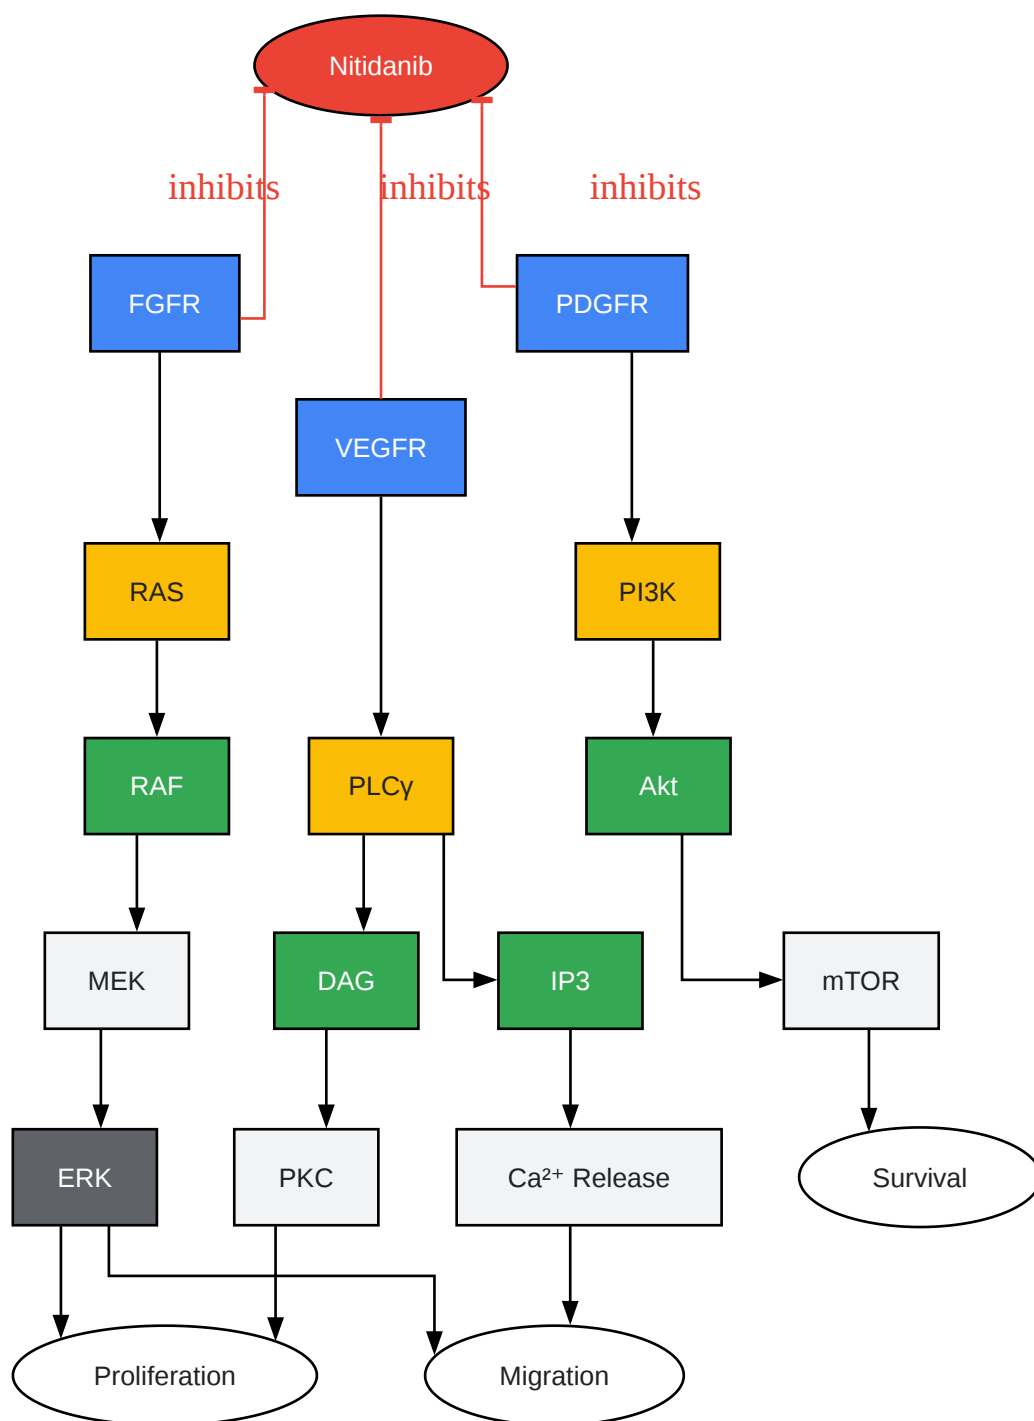 Nitidanib
inhibits
inhibits
inhibits
FGFR
PDGFR
VEGFR
RAS
PI3K
RAF
PLCγ
Akt
MEK
DAG
IP3
mTOR
ERK
PKC
Ca²⁺ Release
Survival
Proliferation
Migration